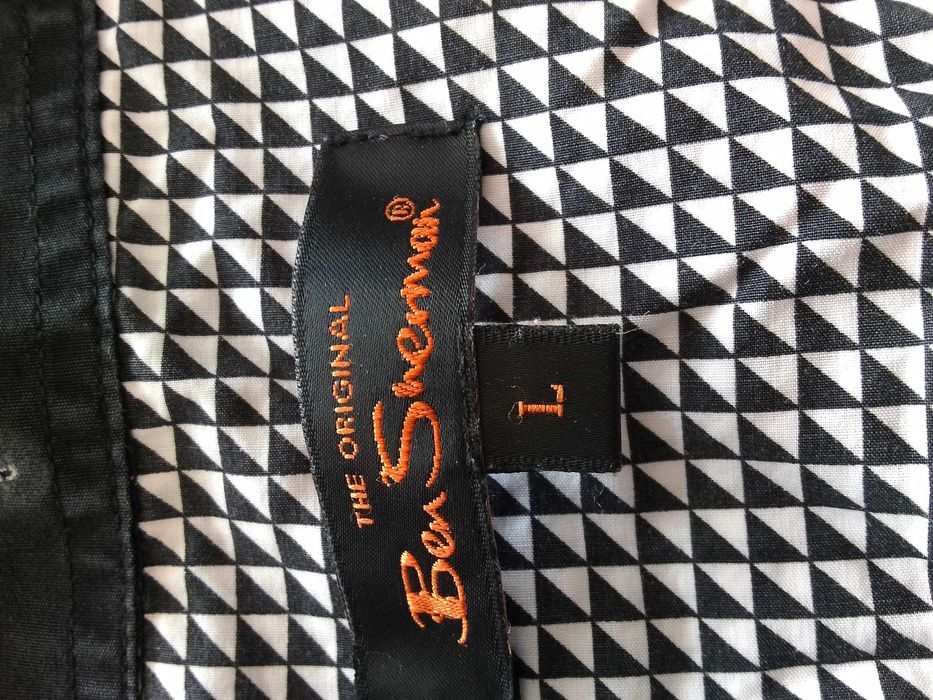 THE ORIGINAL
Ben Sherman®
L